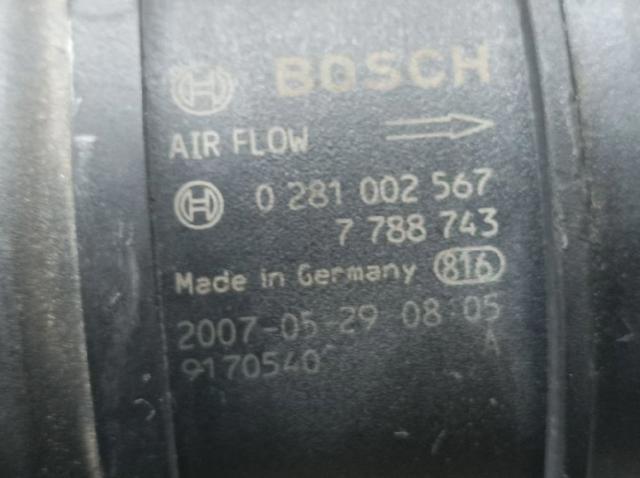 BOSCH
AIR FLOW
0 281 002 567
7 788 743
Made in Germany 816
2007-05-29 08:05
A
9170540